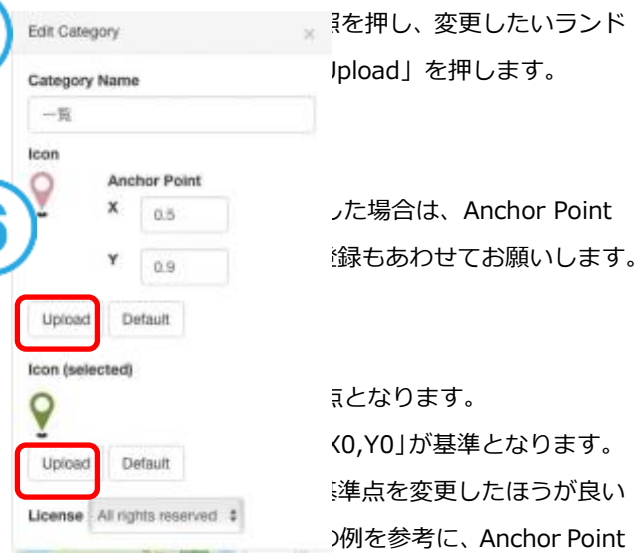 Edit Category ×
Category Name
一覧
Icon
Anchor Point
X 0.5
Y 0.9
Upload Default
Icon (selected)
Upload Default
License All rights reserved
6
を押し、変更したいランド
Upload」を押します。
した場合は、Anchor Point
録もあわせてお願いします。
点となります。
X0,Y0」が基準となります。
準点を変更したほうが良い
例を参考に、Anchor Point